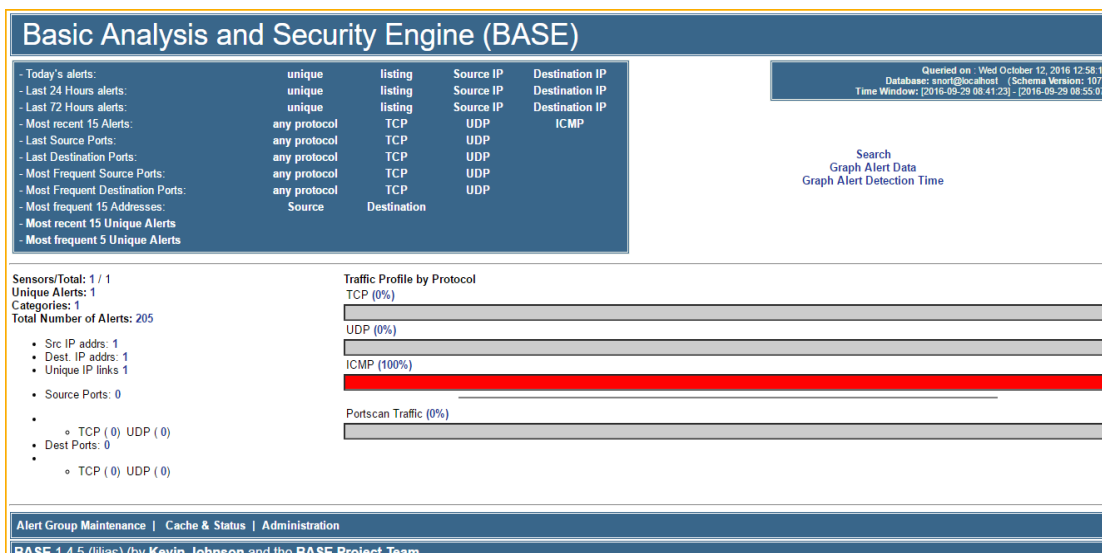 Basic Analysis and Security Engine (BASE)
- Today's alerts: unique listing Source IP Destination IP
- Last 24 Hours alerts: unique listing Source IP Destination IP
- Last 72 Hours alerts: unique listing Source IP Destination IP
- Most recent 15 Alerts: any protocol TCP UDP ICMP
- Last Source Ports: any protocol TCP UDP
- Last Destination Ports: any protocol TCP UDP
- Most Frequent Source Ports: any protocol TCP UDP
- Most Frequent Destination Ports: any protocol TCP UDP
- Most frequent 15 Addresses: Source Destination
- Most recent 15 Unique Alerts
- Most frequent 5 Unique Alerts
Queried on : Wed October 12, 2016 12:58:1
Database: snort@localhost (Schema Version: 107
Time Window: [2016-09-29 08:41:23] - [2016-09-29 08:55:07
Search
Graph Alert Data
Graph Alert Detection Time
Sensors/Total: 1 / 1
Unique Alerts: 1
Categories: 1
Total Number of Alerts: 205
• Src IP addrs: 1
• Dest. IP addrs: 1
• Unique IP links 1
• Source Ports: 0
TCP ( 0) UDP ( 0)
• Dest Ports: 0
TCP ( 0) UDP ( 0)
Traffic Profile by Protocol
TCP (0%)
UDP (0%)
ICMP (100%)
Portscan Traffic (0%)
Alert Group Maintenance | Cache & Status | Administration
BASE 1.4.5 (lilias) (by Kevin Johnson and the BASE Project Team